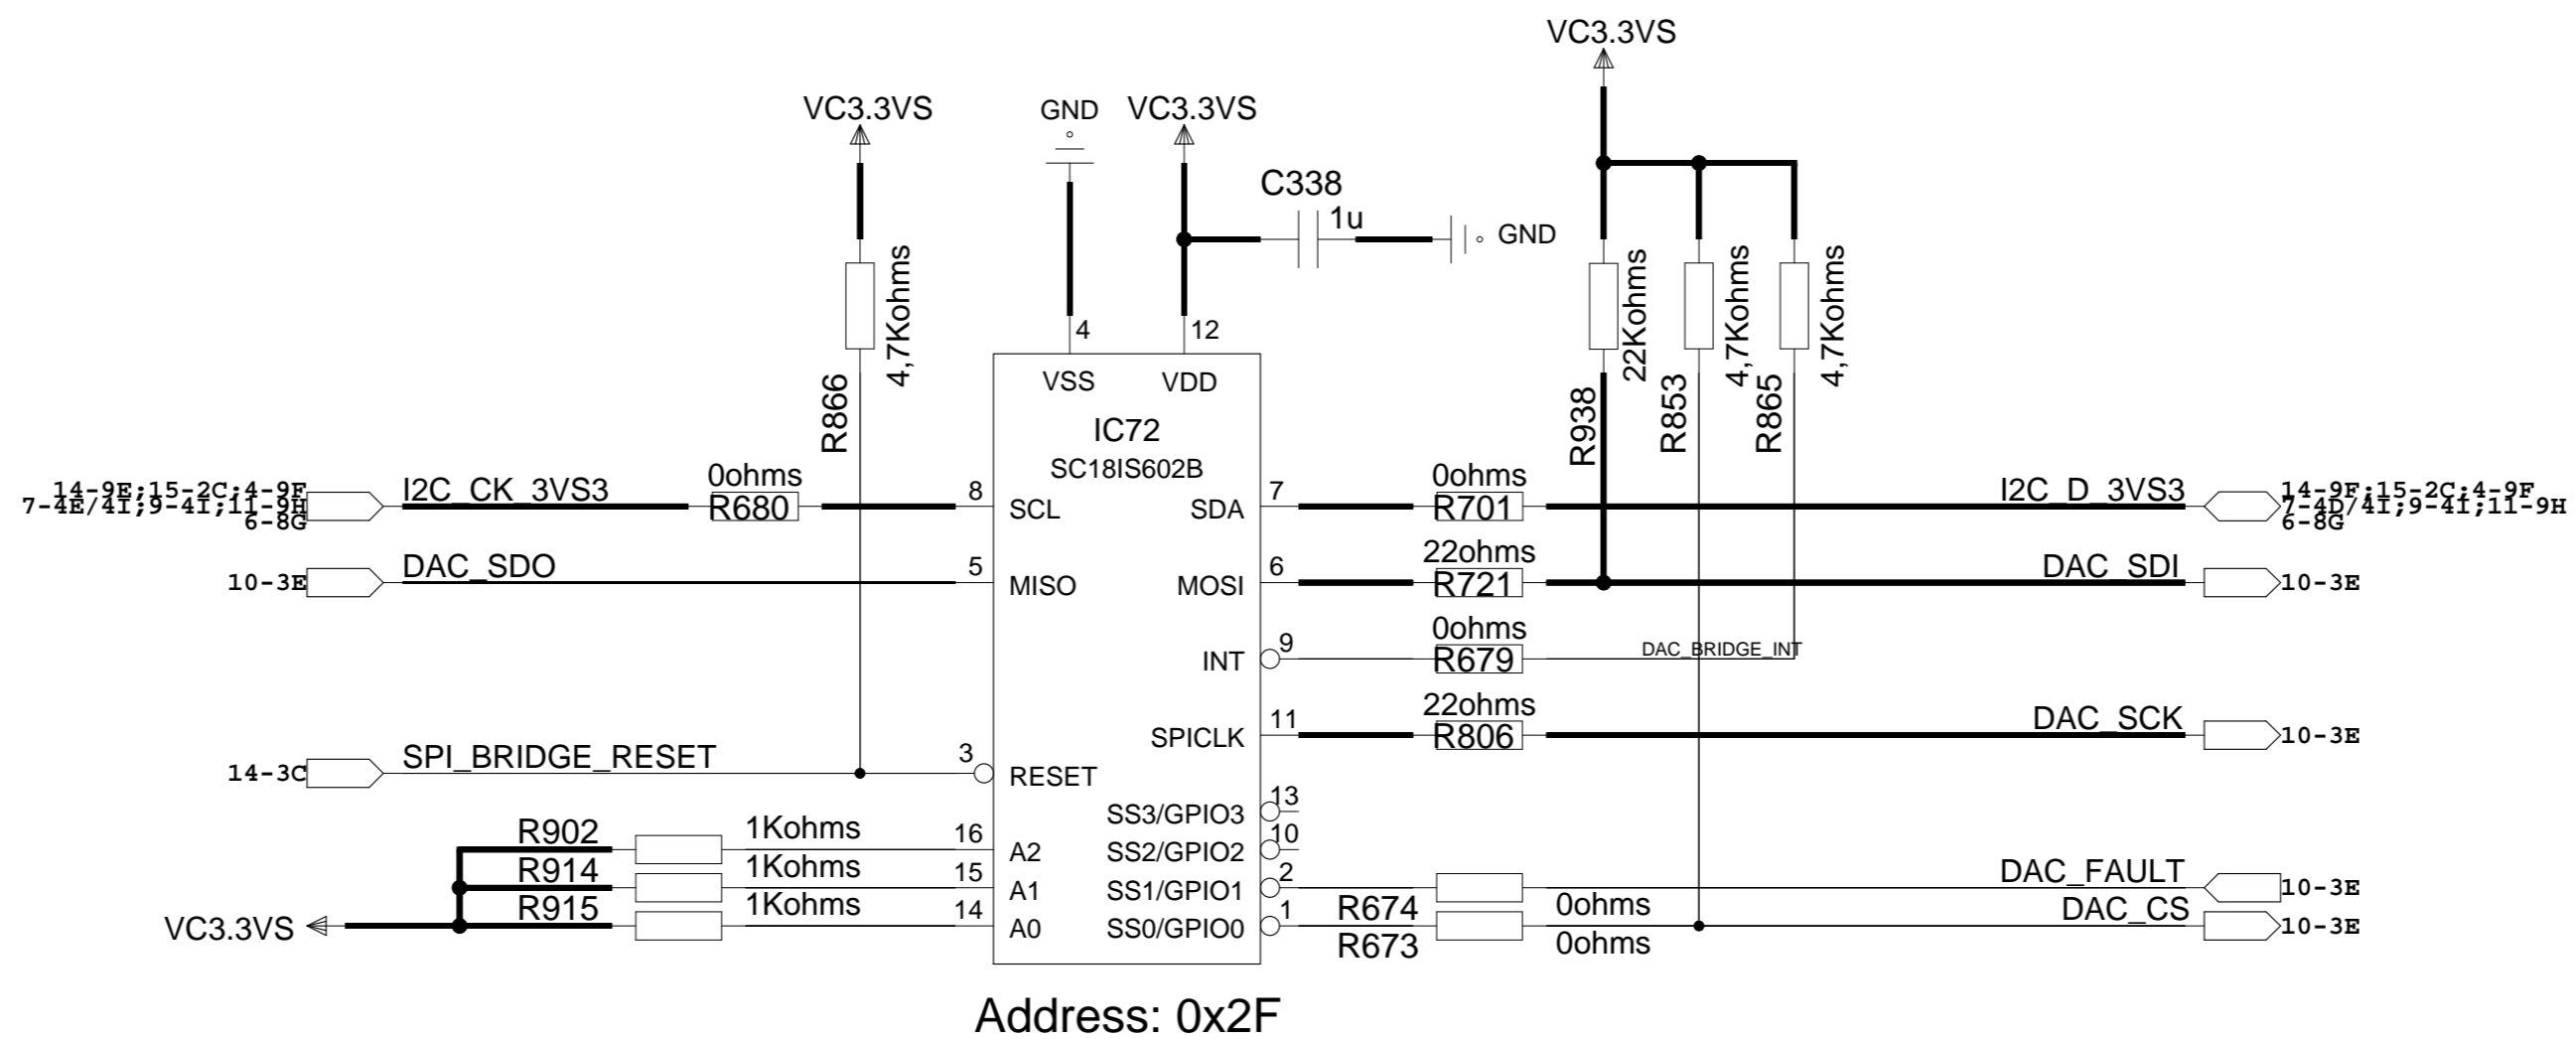 VC3.3VS
VC3.3VS
GND
VC3.3VS
C338
1u
GND
4,7Kohms
R866
22Kohms
R938
4,7Kohms
R853
4,7Kohms
R865
4
12
VSS
VDD
IC72
SC18IS602B
14-9E;15-2C;4-9F
7-4E/4I;9-4I;11-9H
6-8G
I2C_CK_3VS3
0ohms
R680
8
SCL
SDA
7
0ohms
R701
I2C_D_3VS3
14-9F;15-2C;4-9F
7-4D/4I;9-4I;11-9H
6-8G
10-3E
DAC_SDO
5
MISO
MOSI
6
22ohms
R721
DAC_SDI
10-3E
INT
9
0ohms
R679
DAC_BRIDGE_INT
SPICLK
11
22ohms
R806
DAC_SCK
10-3E
14-3C
SPI_BRIDGE_RESET
3
RESET
SS3/GPIO3
13
R902
1Kohms
16
A2
SS2/GPIO2
10
R914
1Kohms
15
A1
SS1/GPIO1
2
R674
0ohms
DAC_FAULT
10-3E
VC3.3VS
R915
1Kohms
14
A0
SS0/GPIO0
1
R673
0ohms
DAC_CS
10-3E
Address: 0x2F